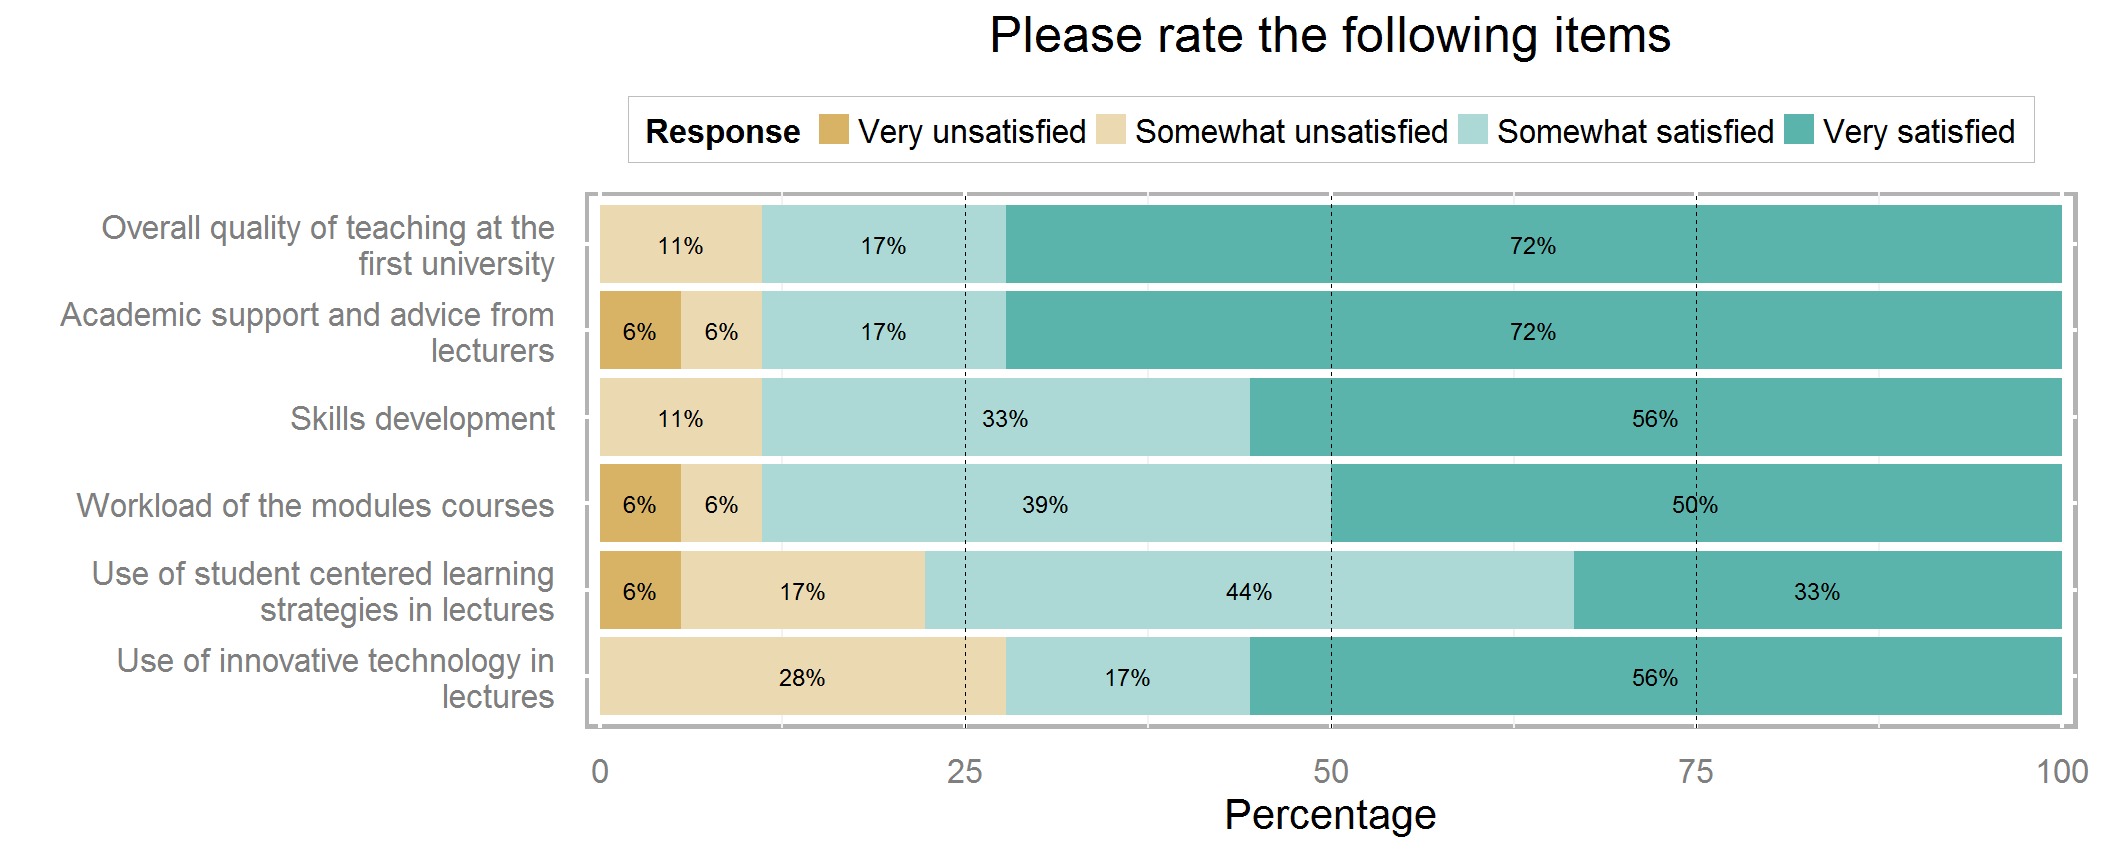 Please rate the following items
Response Very unsatisfied Somewhat unsatisfied Somewhat satisfied Very satisfied
Overall quality of teaching at the
first university
11% 17% 72%
Academic support and advice from
lecturers
6% 6% 17% 72%
Skills development
11% 33% 56%
Workload of the modules courses
6% 6% 39% 50%
Use of student centered learning
strategies in lectures
6% 17% 44% 33%
Use of innovative technology in
lectures
28% 17% 56%
0 25 50 75 100
Percentage